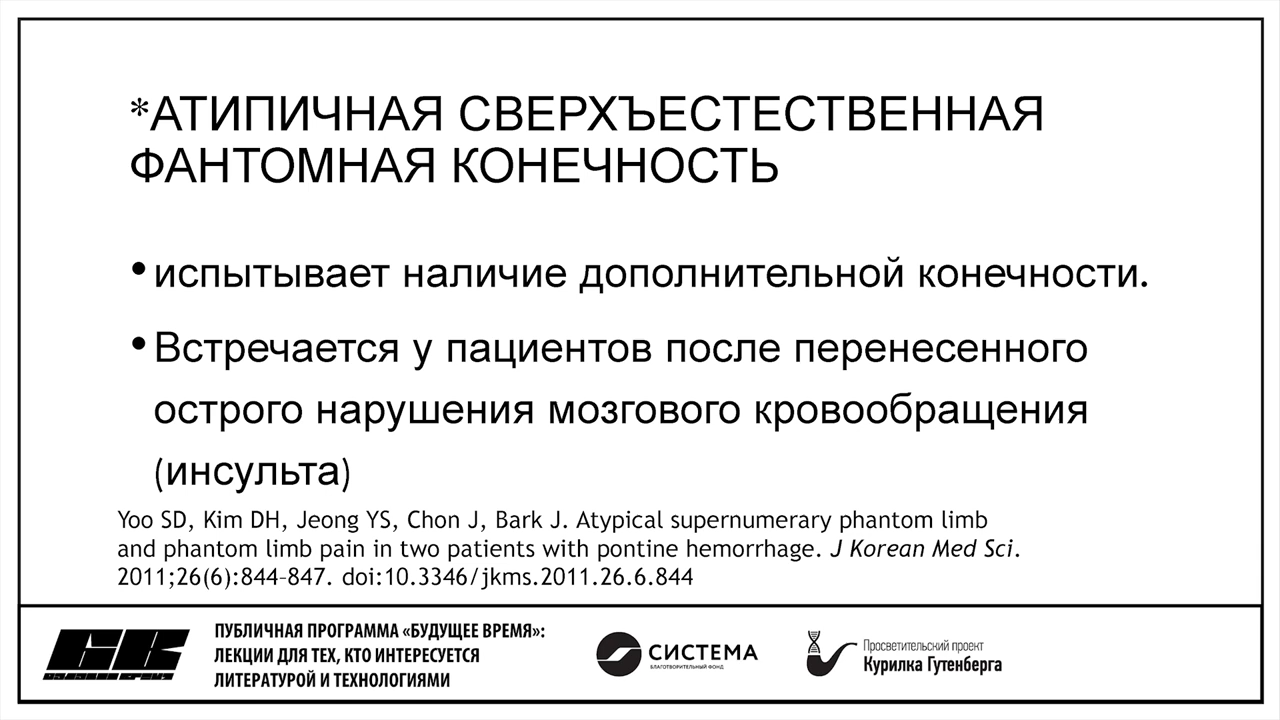 *АТИПИЧНАЯ СВЕРХЪЕСТЕСТВЕННАЯ
ФАНТОМНАЯ КОНЕЧНОСТЬ
• испытывает наличие дополнительной конечности.
• Встречается у пациентов после перенесенного
острого нарушения мозгового кровообращения
(инсульта)
Yoo SD, Kim DH, Jeong YS, Chon J, Bark J. Atypical supernumerary phantom limb
and phantom limb pain in two patients with pontine hemorrhage. J Korean Med Sci.
2011;26(6):844–847. doi:10.3346/jkms.2011.26.6.844
БВ
БУДУЩЕЕ ВРЕМЯ
ПУБЛИЧНАЯ ПРОГРАММА «БУДУЩЕЕ ВРЕМЯ»:
ЛЕКЦИИ ДЛЯ ТЕХ, КТО ИНТЕРЕСУЕТСЯ
ЛИТЕРАТУРОЙ И ТЕХНОЛОГИЯМИ
СИСТЕМА
БЛАГОТВОРИТЕЛЬНЫЙ ФОНД
Просветительский проект
Курилка Гутенберга